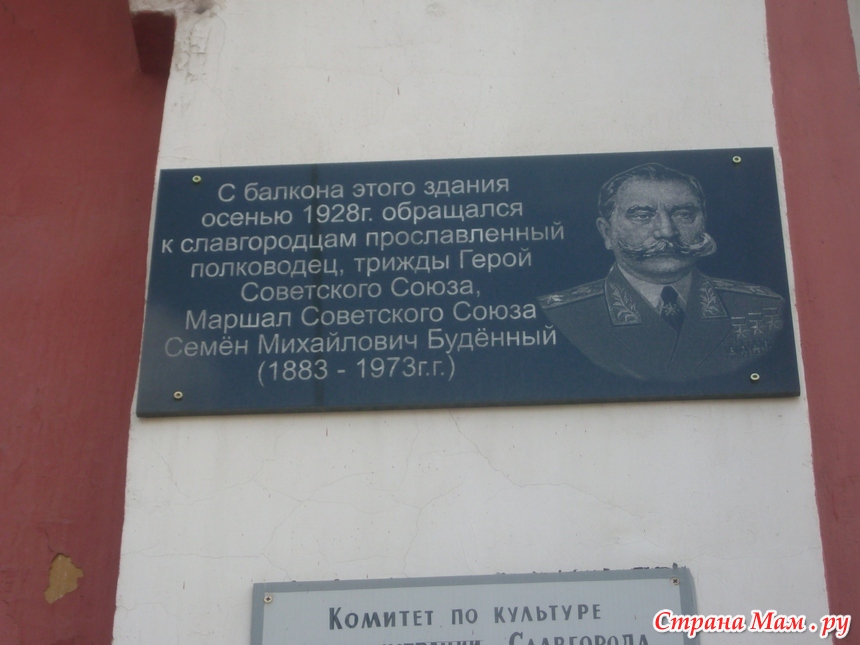 С балкона этого здания
осенью 1928г. обращался
к славгородцам прославленный
полководец, трижды Герой
Советского Союза,
Маршал Советского Союза
Семён Михайлович Будённый
(1883 - 1973г.г.)
Комитет по культуре
Славгорода
Страна Мам.ру